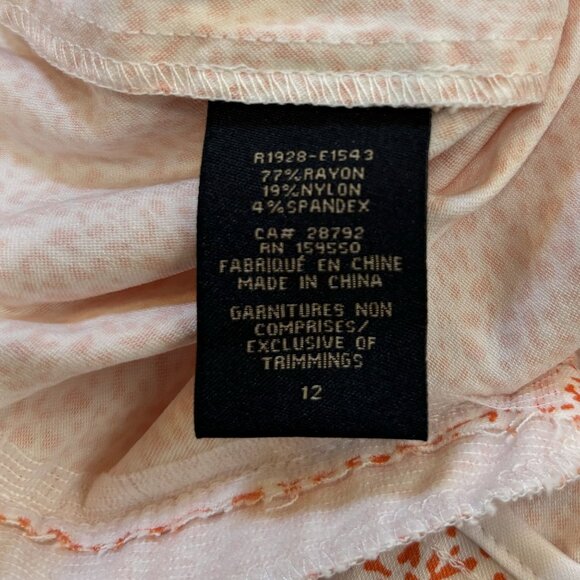 R1928-E1543
77%RAYON
19%NYLON
4%SPANDEX
CA# 28792
RN 159550
FABRIQUÉ EN CHINE
MADE IN CHINA
GARNITURES NON
COMPRISES/
EXCLUSIVE OF
TRIMMINGS
12